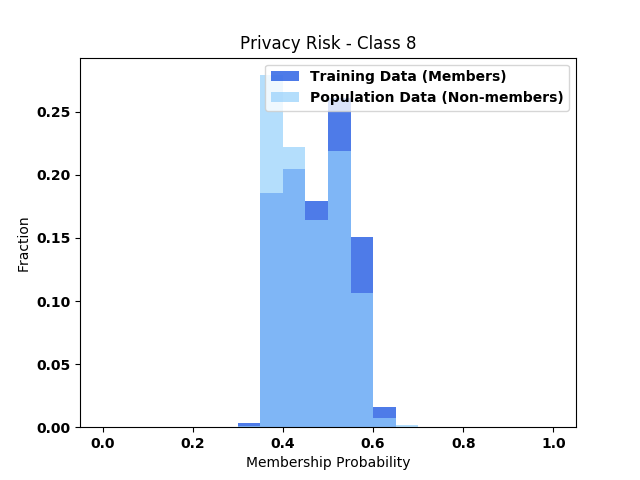 Privacy Risk - Class 8
Training Data (Members)
Population Data (Non-members)
Fraction
0.25
0.20
0.15
0.10
0.05
0.00
0.0 0.2 0.4 0.6 0.8 1.0
Membership Probability